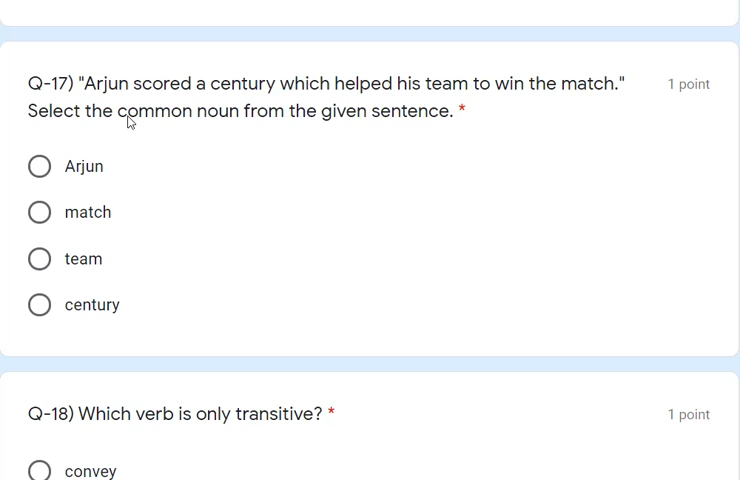 Q-17) "Arjun scored a century which helped his team to win the match." 1 point
Select the common noun from the given sentence. *
Arjun
match
team
century
Q-18) Which verb is only transitive? * 1 point
convey